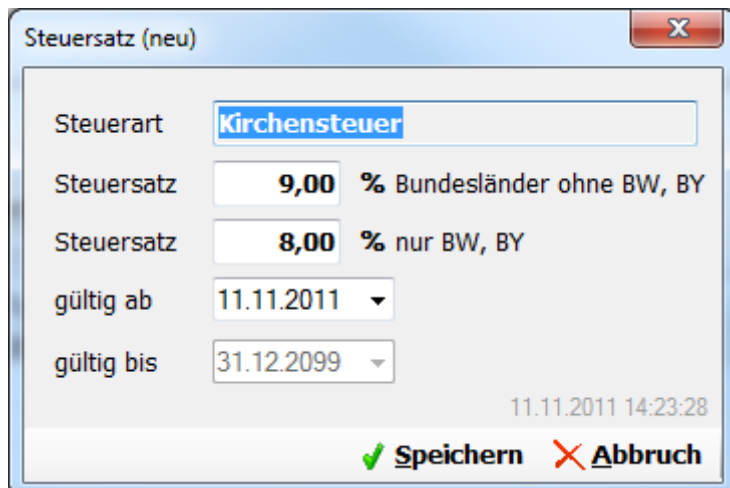 Steuersatz (neu)
Steuerart Kirchensteuer
Steuersatz 9,00 % Bundesländer ohne BW, BY
Steuersatz 8,00 % nur BW, BY
gültig ab 11.11.2011
gültig bis 31.12.2099
11.11.2011 14:23:28
Speichern Abbruch